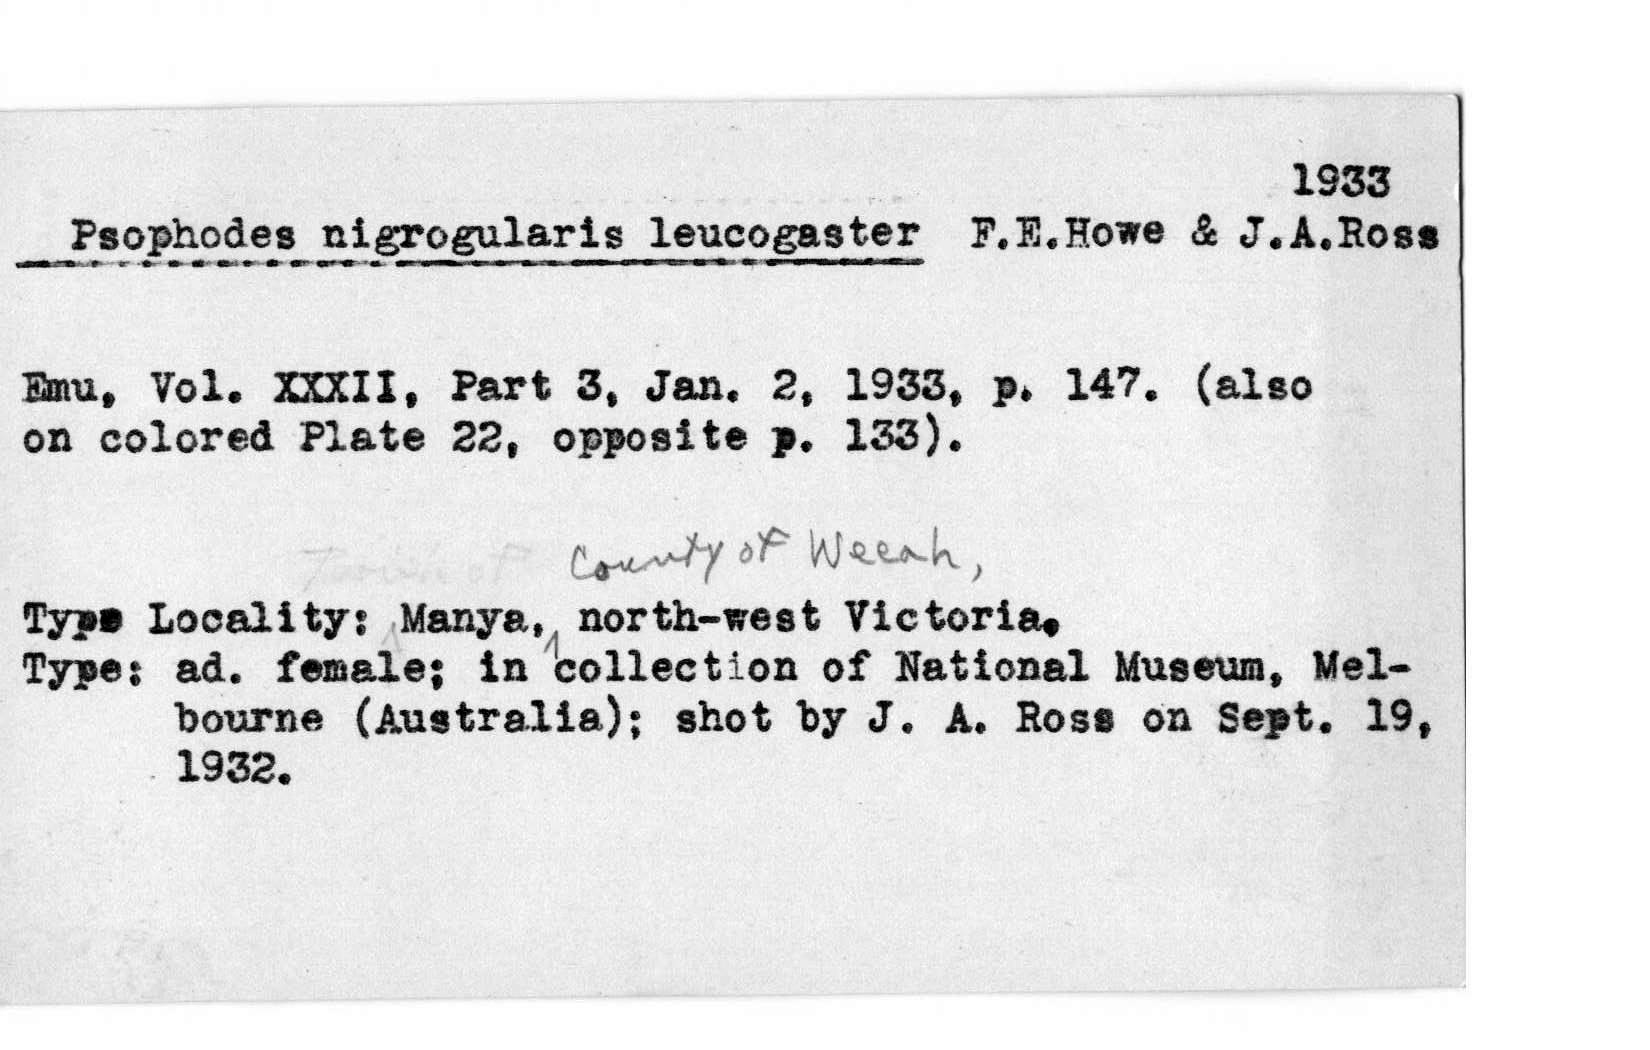 1933
Psophodes nigrogularis leucogaster F.E.Howe & J.A.Ross
Emu, Vol. XXXII, Part 3, Jan. 2, 1933, p. 147. (also
on colored Plate 22, opposite p. 133).
Town of County of Weeah,
Type Locality: Manya, north-west Victoria.
Type: ad. female; in collection of National Museum, Mel-
bourne (Australia); shot by J. A. Ross on Sept. 19,
1932.